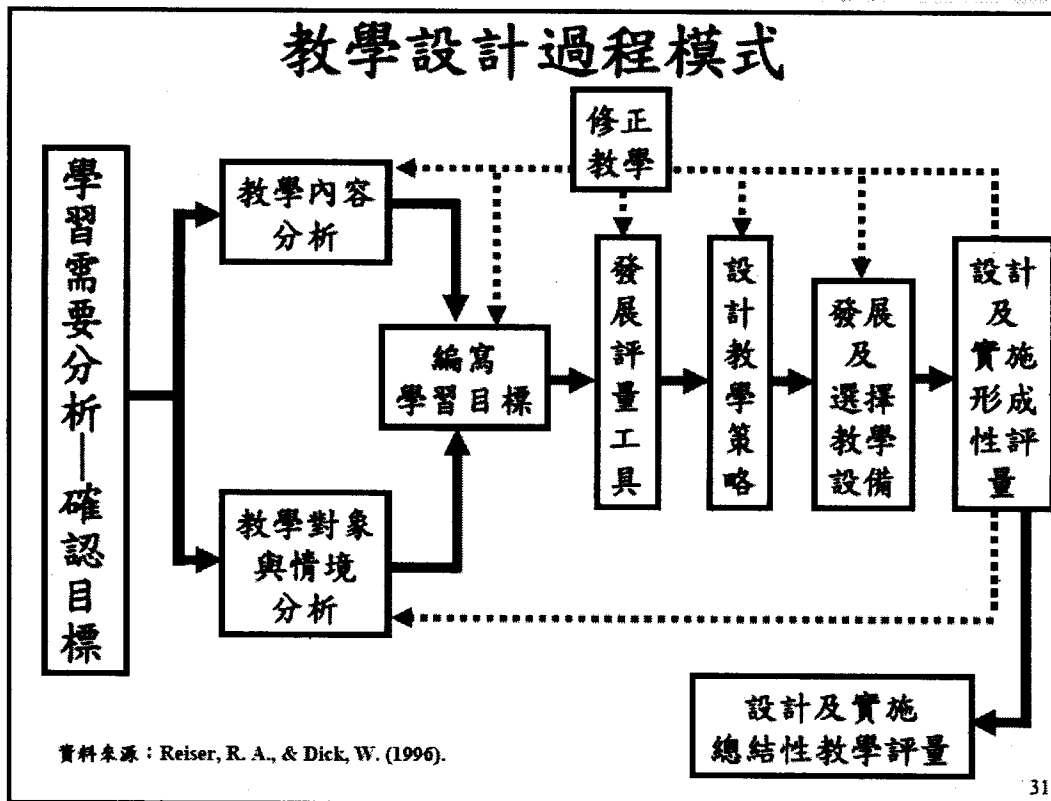 教學設計過程模式
修正
教學
學習需要分析—確認目標
教學內容
分析
編寫
學習目標
教學對象
與情境
分析
發展評量工具
設計教學策略
發展
及
選擇
教學
設備
設計
及
實施
形成
性評
量
設計及實施
總結性教學評量
資料來源：Reiser, R. A., & Dick, W. (1996).
31